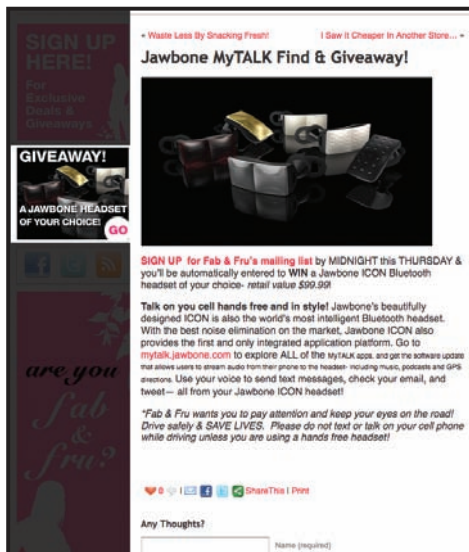 SIGN UP
HERE!
For
Exclusive
Deals &
Giveaways
GIVEAWAY!
A JAWBONE HEADSET
OF YOUR CHOICE!
GO
are you
fab
&
fru?
« Waste Less By Snacking Fresh!
I Saw it Cheaper In Another Store… »
Jawbone MyTALK Find & Giveaway!
SIGN UP for Fab & Fru's mailing list by MIDNIGHT this THURSDAY &
you'll be automatically entered to WIN a Jawbone ICON Bluetooth
headset of your choice- retail value $99.99!
Talk on you cell hands free and in style! Jawbone's beautifully
designed ICON is also the world's most intelligent Bluetooth headset.
With the best noise elimination on the market, Jawbone ICON also
provides the first and only integrated application platform. Go to
mytalk.jawbone.com to explore ALL of the MyTALK apps, and get the software update
that allows users to stream audio from their phone to the headset- including music, podcasts and GPS
directions. Use your voice to send text messages, check your email, and
tweet— all from your Jawbone ICON headset!
*Fab & Fru wants you to pay attention and keep your eyes on the road!
Drive safely & SAVE LIVES. Please do not text or talk on your cell phone
while driving unless you are using a hands free headset!
0 | ShareThis | Print
Any Thoughts?
Name (required)